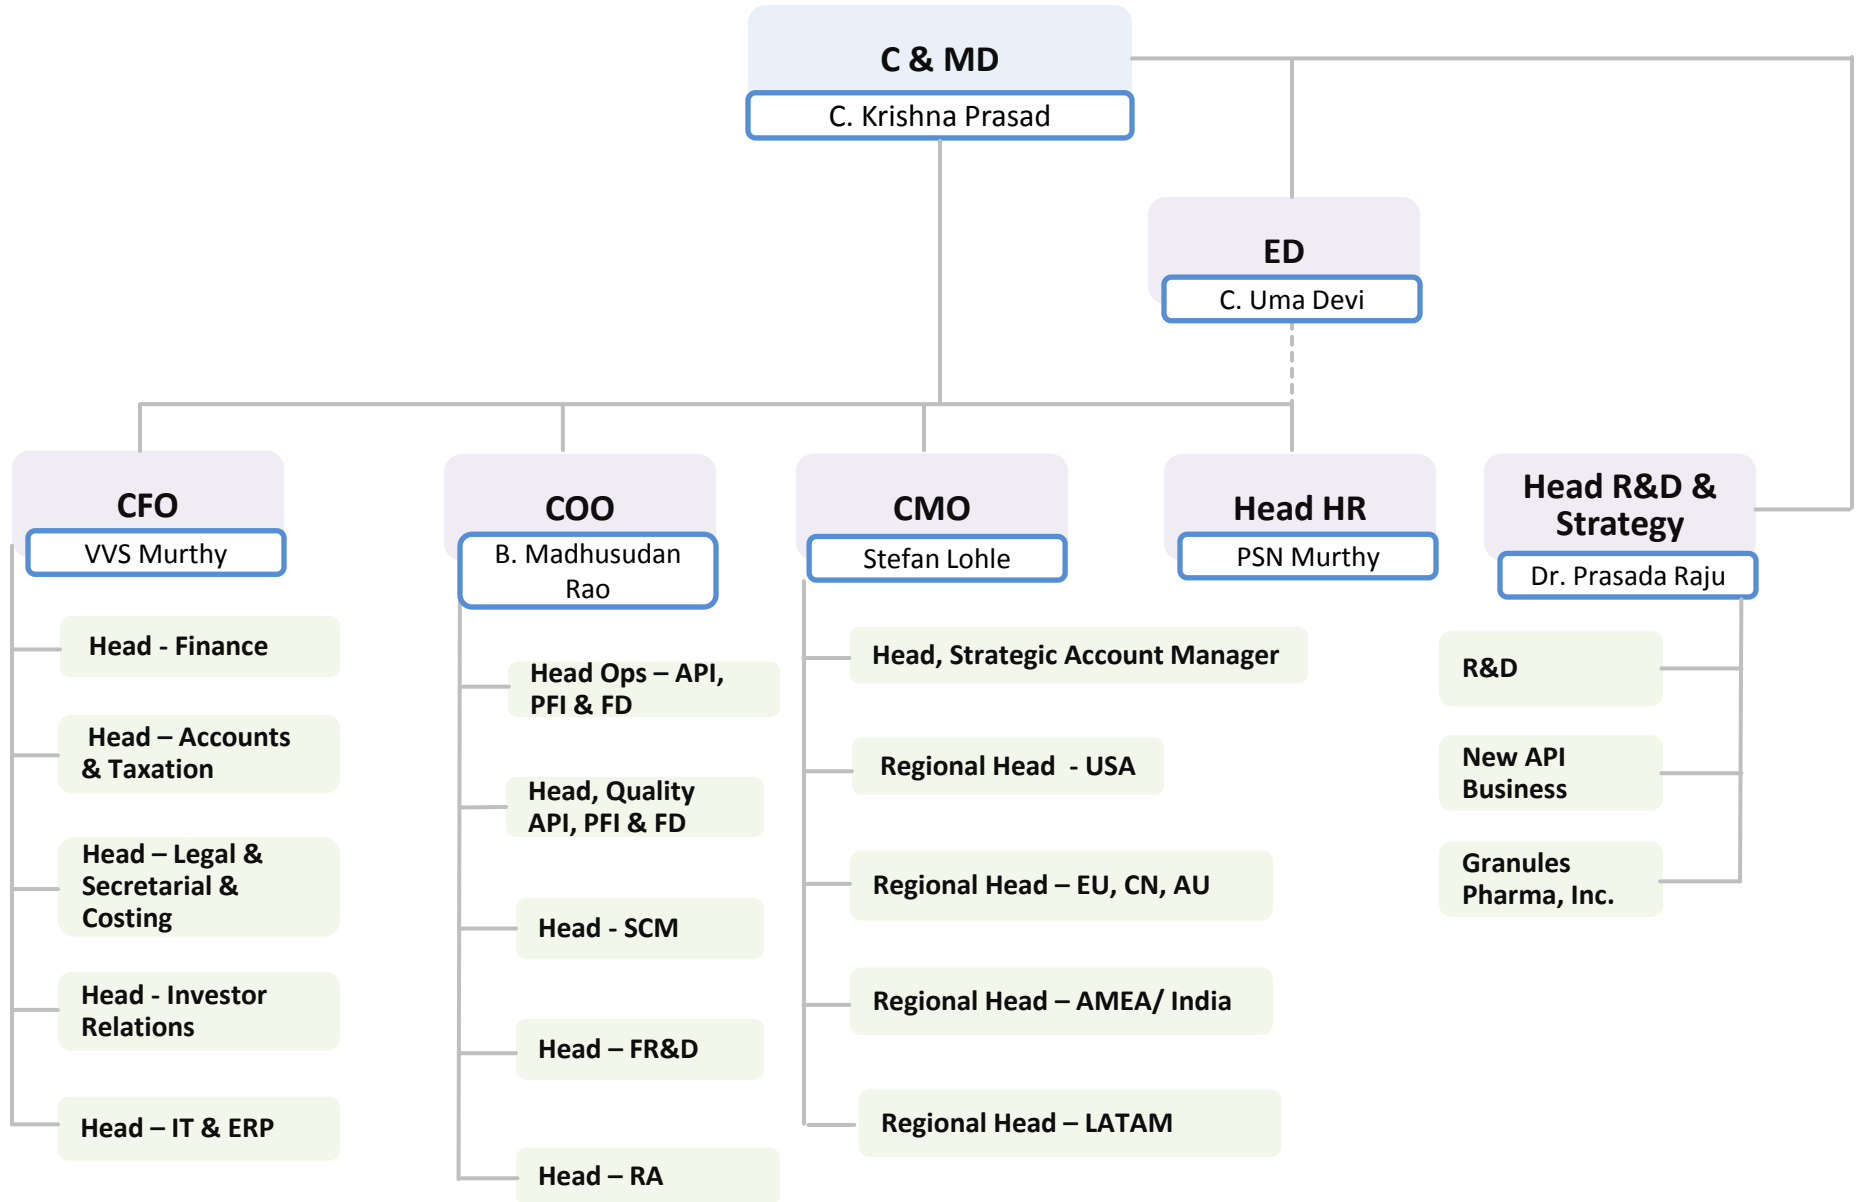 C & MD
C. Krishna Prasad
ED
C. Uma Devi
CFO
VVS Murthy
Head - Finance
Head – Accounts
& Taxation
Head – Legal &
Secretarial &
Costing
Head - Investor
Relations
Head – IT & ERP
COO
B. Madhusudan
Rao
Head Ops – API,
PFI & FD
Head, Quality
API, PFI & FD
Head - SCM
Head – FR&D
Head – RA
CMO
Stefan Lohle
Head, Strategic Account Manager
Regional Head  - USA
Regional Head – EU, CN, AU
Regional Head – AMEA/ India
Regional Head – LATAM
Head HR
PSN Murthy
Head R&D &
Strategy
Dr. Prasada Raju
R&D
New API
Business
Granules
Pharma, Inc.